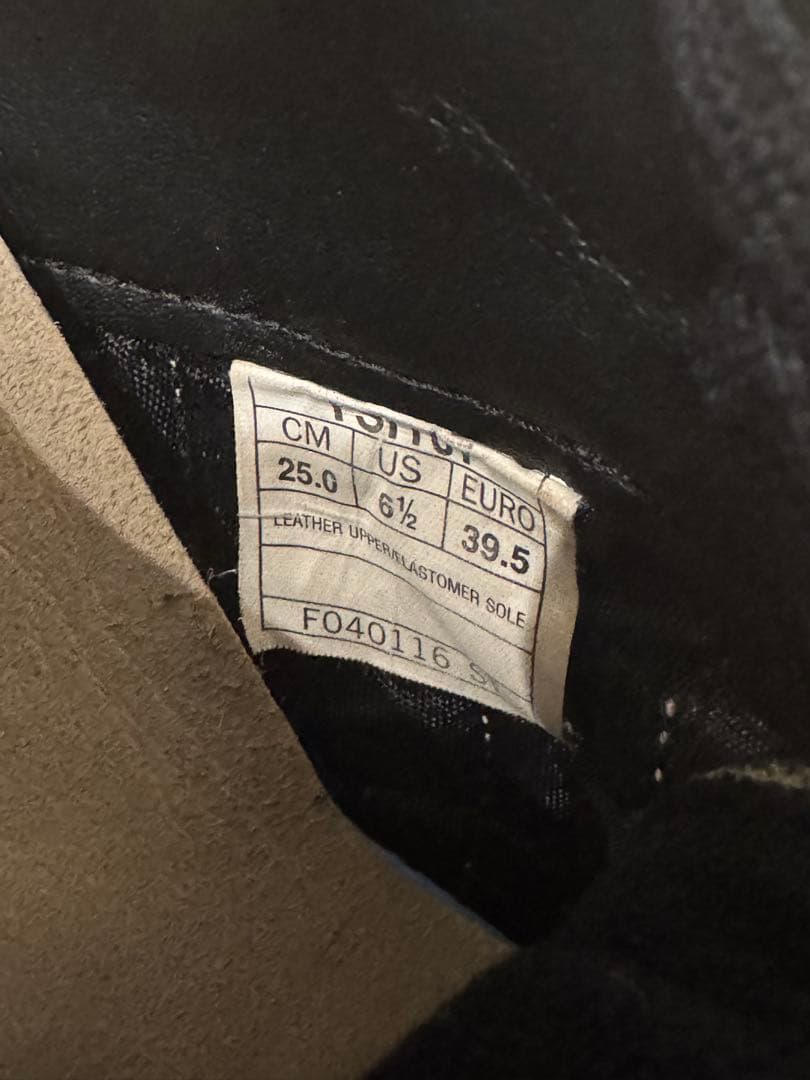 CM US EURO
25.0 6½ 39.5
LEATHER UPPER/ELASTOMER SOLE
F040116